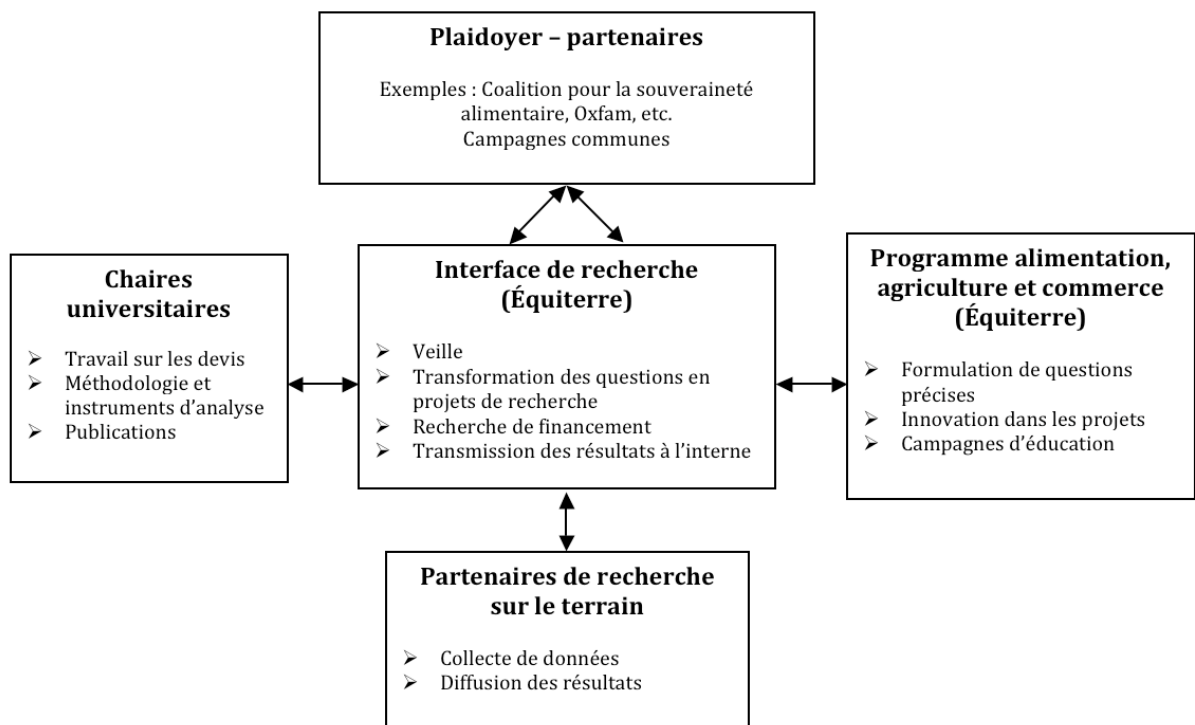 Plaidoyer – partenaires
Exemples : Coalition pour la souveraineté
alimentaire, Oxfam, etc.
Campagnes communes
Chaires
universitaires
➢ Travail sur les devis
➢ Méthodologie et
instruments d’analyse
➢ Publications
Interface de recherche
(Équiterre)
➢ Veille
➢ Transformation des questions en
projets de recherche
➢ Recherche de financement
➢ Transmission des résultats à l’interne
Programme alimentation,
agriculture et commerce
(Équiterre)
➢ Formulation de questions
précises
➢ Innovation dans les projets
➢ Campagnes d’éducation
Partenaires de recherche
sur le terrain
➢ Collecte de données
➢ Diffusion des résultats